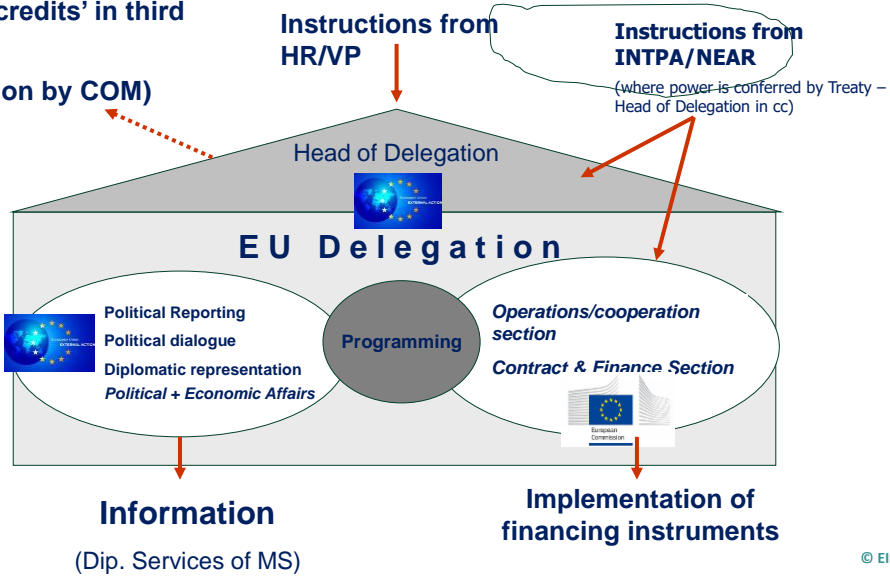 credits’ in third
on by COM)
Instructions from
HR/VP
Instructions from
INTPA/NEAR
(where power is conferred by Treaty –
Head of Delegation in cc)
Head of Delegation
EU Delegation
Political Reporting
Political dialogue
Diplomatic representation
Political + Economic Affairs
Programming
Operations/cooperation
section
Contract & Finance Section
European
Commission
Information
(Dip. Services of MS)
Implementation of
financing instruments
© EI